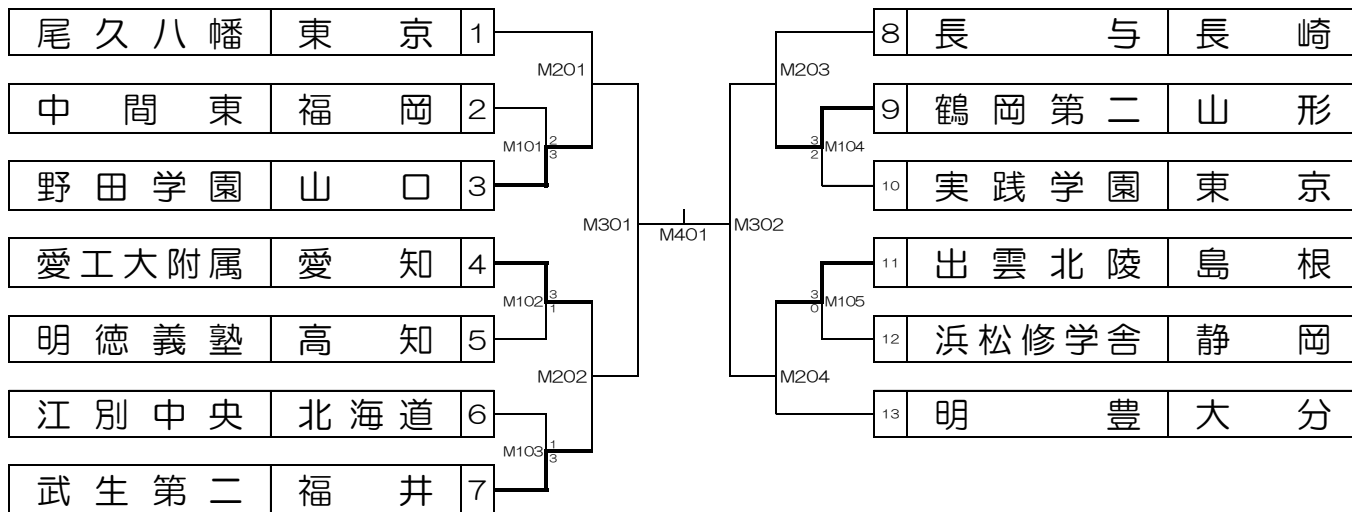 尾久八幡 東京 1
M201
中間東 福岡 2
M101 2
3
野田学園 山口 3
M301
愛工大附属 愛知 4
M102 3
1
明徳義塾 高知 5
M202
江別中央 北海道 6
M103 1
3
武生第二 福井 7
M401
8 長与 長崎
M203
9 鶴岡第二 山形
3 M104
2
10 実践学園 東京
M302
11 出雲北陵 島根
3 M105
0
12 浜松修学舎 静岡
M204
13 明豊 大分